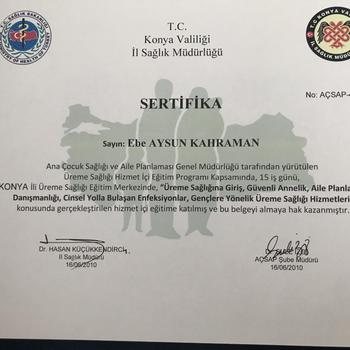 T.C.
Konya Valiliği
İl Sağlık Müdürlüğü
SERTİFİKA
No: AÇSAP-
Sayın: Ebe AYSUN KAHRAMAN
Ana Çocuk Sağlığı ve Aile Planlaması Genel Müdürlüğü tarafından yürütülen
Üreme Sağlığı Hizmet İçi Eğitim Programı Kapsamında, 15 iş günü,
KONYA İli Üreme Sağlığı Eğitim Merkezinde, "Üreme Sağlığına Giriş, Güvenli Annelik, Aile Planla
Danışmanlığı, Cinsel Yolla Bulaşan Enfeksiyonlar, Gençlere Yönelik Üreme Sağlığı Hizmetleri
konusunda gerçekleştirilen hizmet içi eğitime katılmış ve bu belgeyi almaya hak kazanmıştır.
Dr. HASAN KÜÇÜKKENDİRCİ
İl Sağlık Müdürü
16/06/2010
AÇSAP Şube Müdürü
16/06/2010